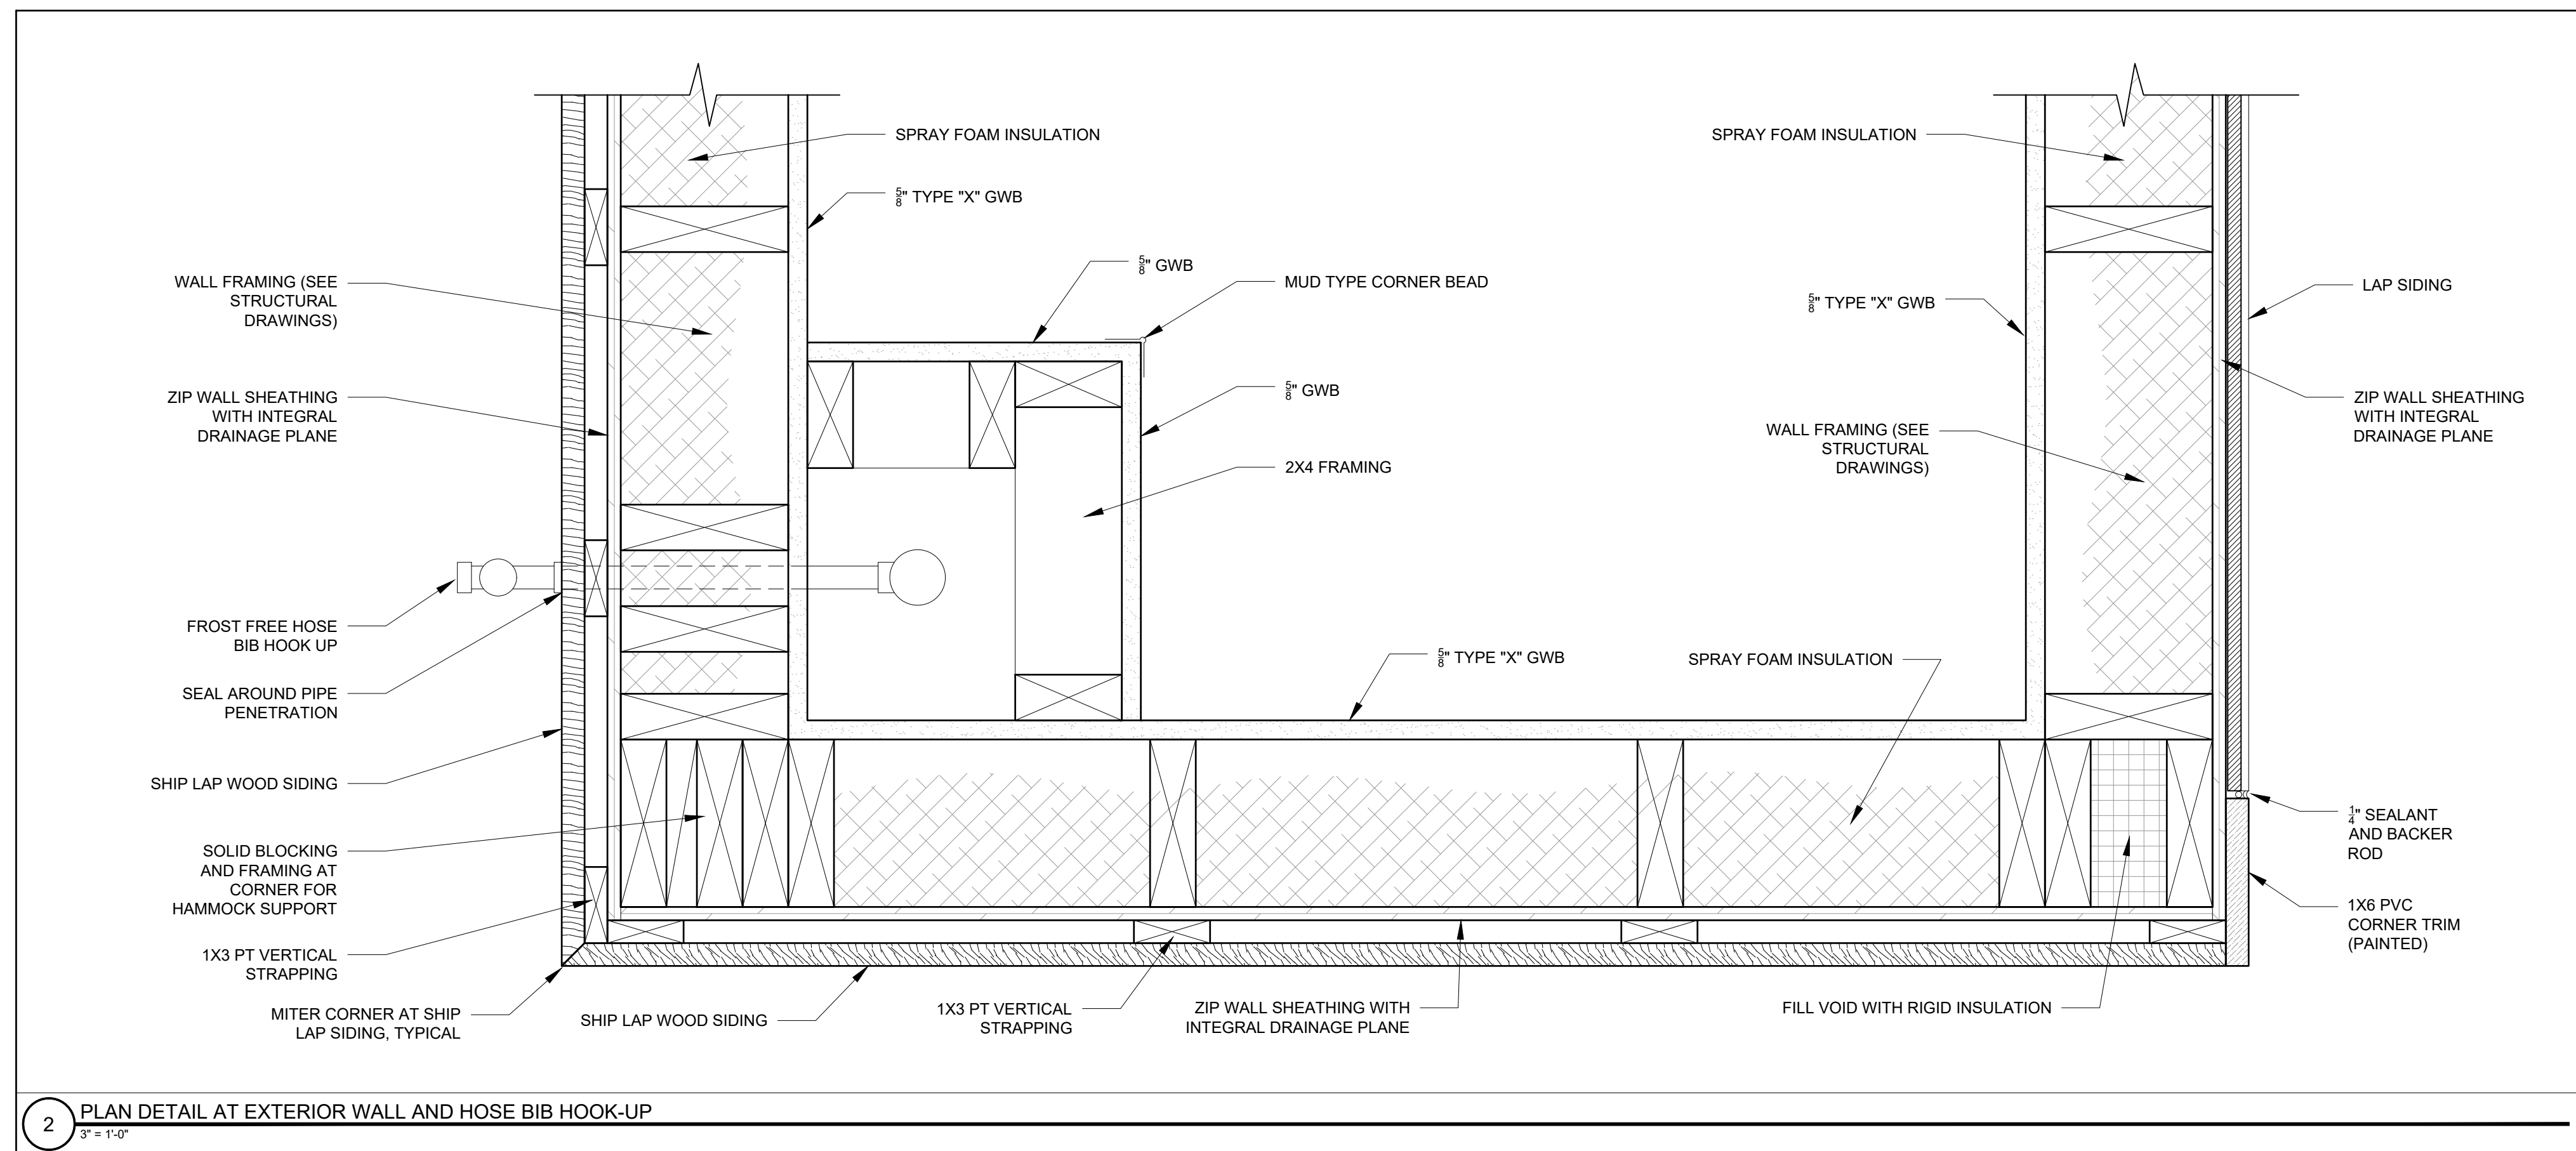 SPRAY FOAM INSULATION
5/8" TYPE "X" GWB
5/8" GWB
MUD TYPE CORNER BEAD
5/8" GWB
2X4 FRAMING
5/8" TYPE "X" GWB
WALL FRAMING (SEE
STRUCTURAL
DRAWINGS)
ZIP WALL SHEATHING
WITH INTEGRAL
DRAINAGE PLANE
FROST FREE HOSE
BIB HOOK UP
SEAL AROUND PIPE
PENETRATION
SHIP LAP WOOD SIDING
SOLID BLOCKING
AND FRAMING AT
CORNER FOR
HAMMOCK SUPPORT
1X3 PT VERTICAL
STRAPPING
MITER CORNER AT SHIP
LAP SIDING, TYPICAL
SHIP LAP WOOD SIDING
1X3 PT VERTICAL
STRAPPING
ZIP WALL SHEATHING WITH
INTEGRAL DRAINAGE PLANE
SPRAY FOAM INSULATION
5/8" TYPE "X" GWB
WALL FRAMING (SEE
STRUCTURAL
DRAWINGS)
SPRAY FOAM INSULATION
LAP SIDING
ZIP WALL SHEATHING
WITH INTEGRAL
DRAINAGE PLANE
1/4" SEALANT
AND BACKER
ROD
1X6 PVC
CORNER TRIM
(PAINTED)
FILL VOID WITH RIGID INSULATION
2
PLAN DETAIL AT EXTERIOR WALL AND HOSE BIB HOOK-UP
3" = 1'-0"